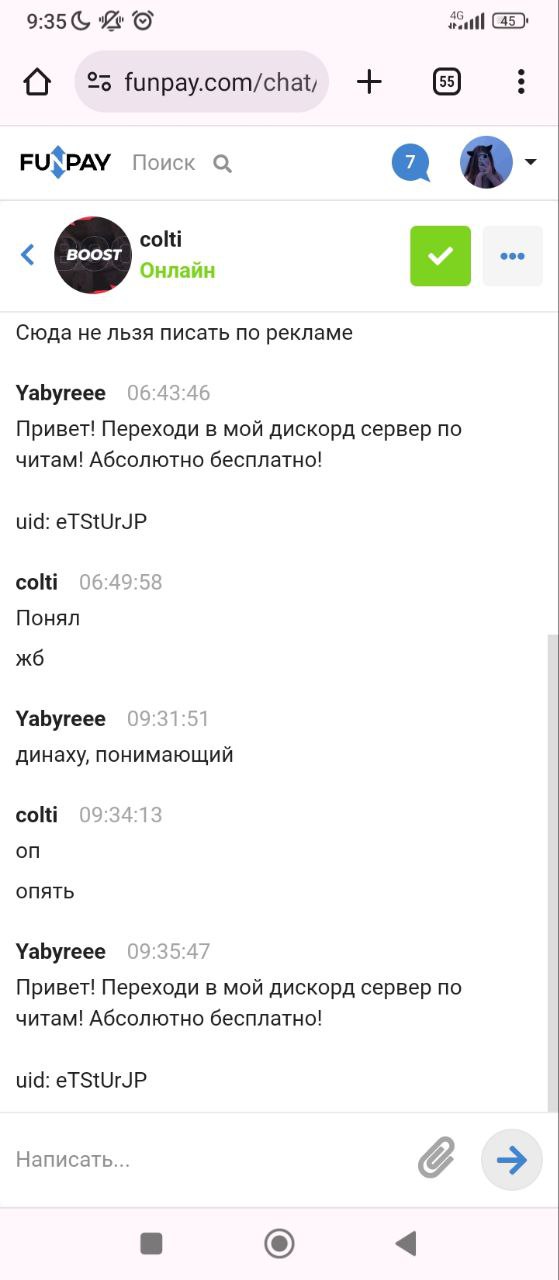 9:35
4G
45
funpay.com/chat/
55
FUNPAY
Поиск
7
BOOST
colti
Онлайн
Сюда не льзя писать по рекламе
Yabyreee 06:43:46
Привет! Переходи в мой дискорд сервер по
читам! Абсолютно бесплатно!
uid: eTStUrJP
colti 06:49:58
Понял
жб
Yabyreee 09:31:51
динаху, понимающий
colti 09:34:13
оп
опять
Yabyreee 09:35:47
Привет! Переходи в мой дискорд сервер по
читам! Абсолютно бесплатно!
uid: eTStUrJP
Написать...